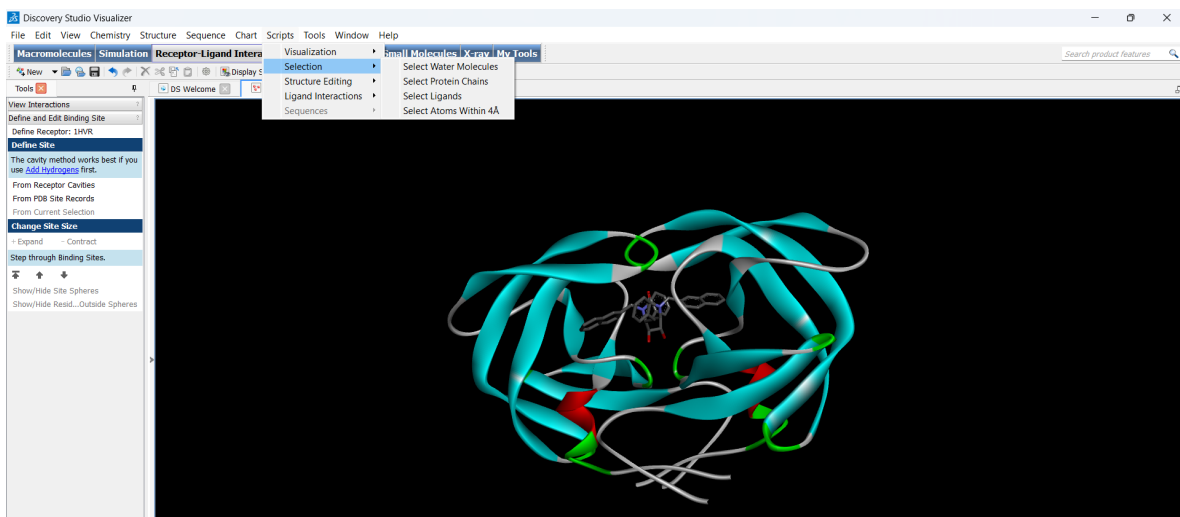 Discovery Studio Visualizer
File Edit View Chemistry Structure Sequence Chart Scripts Tools Window Help
Macromolecules Simulation Receptor-Ligand Intera Small Molecules X-ray My Tools
Search product features
New Display S
Tools
DS Welcome
Visualization
Selection
Structure Editing
Ligand Interactions
Sequences
Select Water Molecules
Select Protein Chains
Select Ligands
Select Atoms Within 4Å
View Interactions ?
Define and Edit Binding Site ?
Define Receptor: 1HVR
Define Site
The cavity method works best if you
use Add Hydrogens first.
From Receptor Cavities
From PDB Site Records
From Current Selection
Change Site Size
+ Expand - Contract
Step through Binding Sites.
Show/Hide Site Spheres
Show/Hide Resid...Outside Spheres